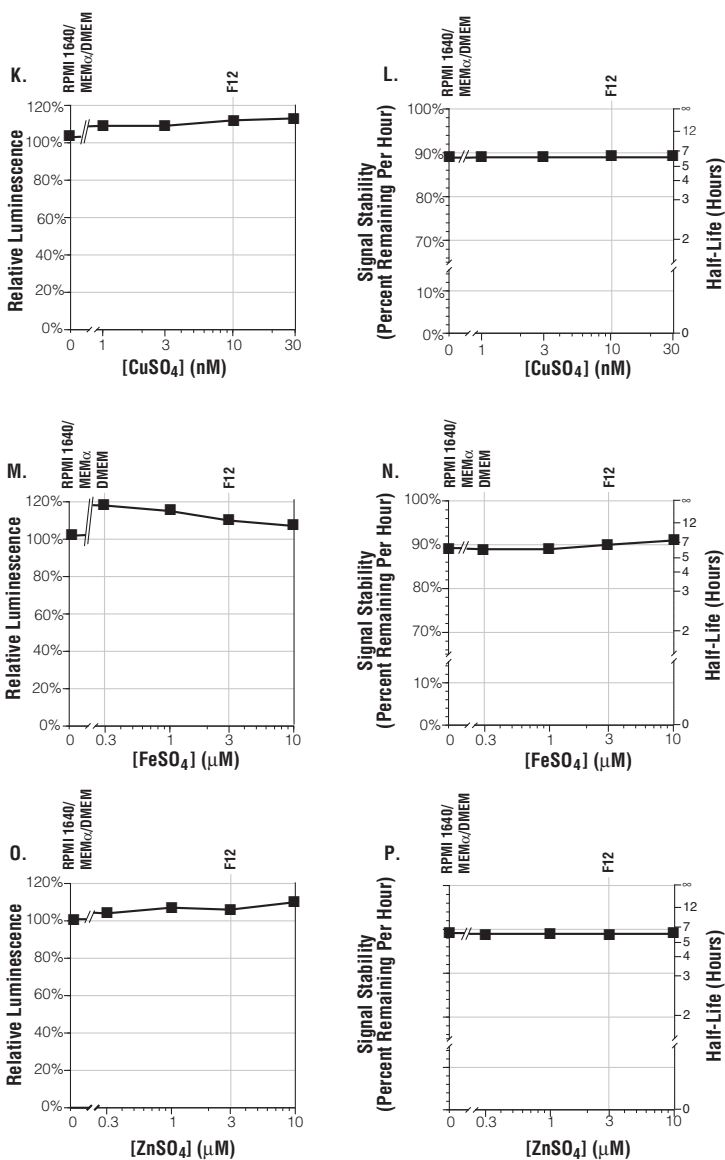 K.
RPMI 1640/
MEMα/DMEM
F12
120%
100%
80%
60%
40%
20%
0%
Relative Luminescence
0 1 3 10 30
[CuSO4] (nM)
L.
RPMI 1640/
MEMα/DMEM
F12
100%
90%
80%
70%
10%
0%
Signal Stability
(Percent Remaining Per Hour)
∞
12
7
5
4
3
2
0
Half-Life (Hours)
0 1 3 10 30
[CuSO4] (nM)
M.
RPMI 1640/
MEMα
DMEM
F12
120%
100%
80%
60%
40%
20%
0%
Relative Luminescence
0 0.3 1 3 10
[FeSO4] (μM)
N.
RPMI 1640/
MEMα
DMEM
F12
100%
90%
80%
70%
10%
0%
Signal Stability
(Percent Remaining Per Hour)
∞
12
7
5
4
3
2
0
Half-Life (Hours)
0 0.3 1 3 10
[FeSO4] (μM)
O.
RPMI 1640/
MEMα/DMEM
F12
120%
100%
80%
60%
40%
20%
0%
Relative Luminescence
0 0.3 1 3 10
[ZnSO4] (μM)
P.
RPMI 1640/
MEMα/DMEM
F12
Signal Stability
(Percent Remaining Per Hour)
∞
12
7
5
4
3
2
0
Half-Life (Hours)
0 0.3 1 3 10
[ZnSO4] (μM)